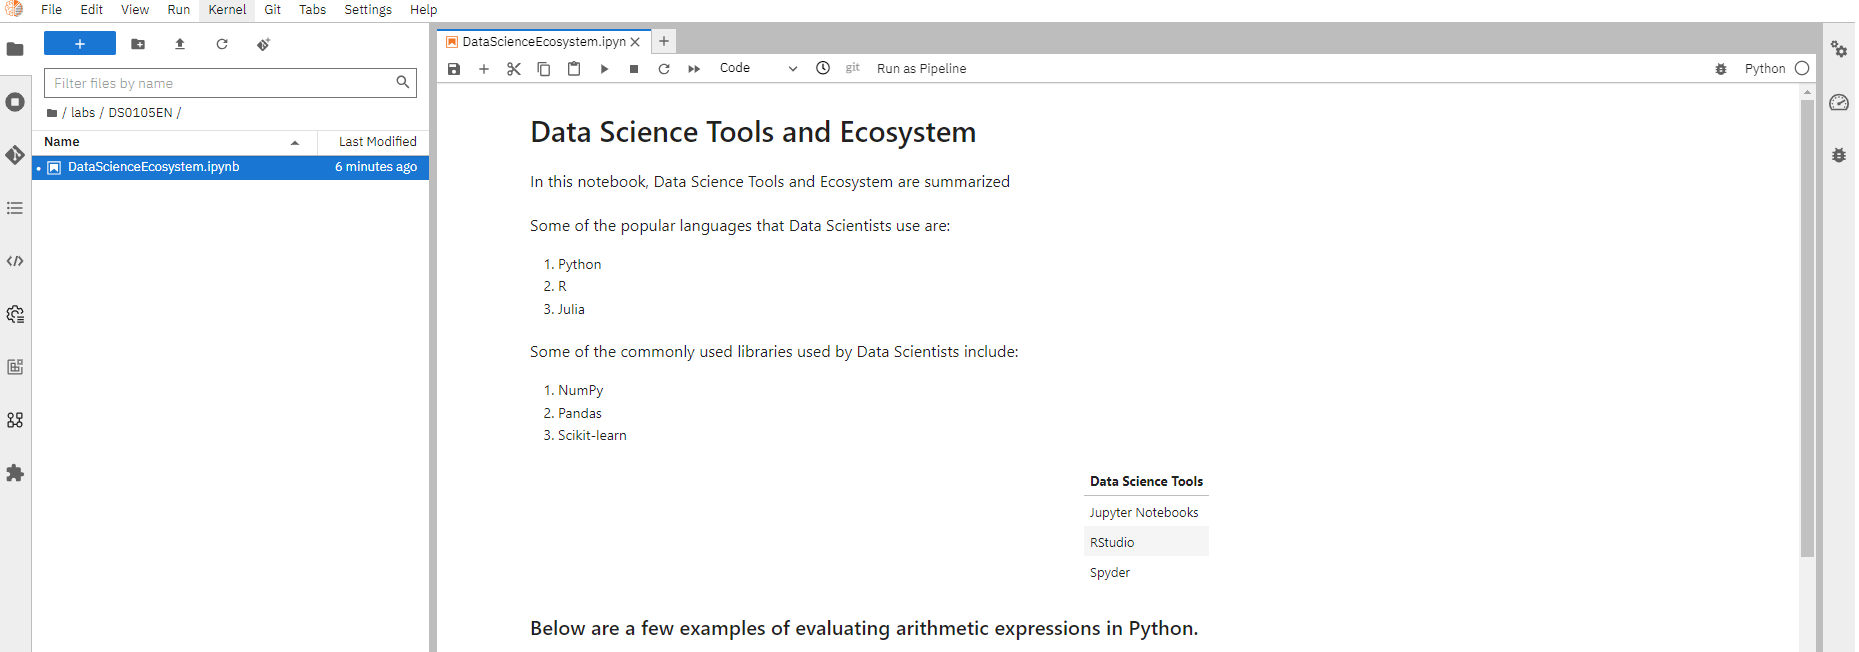 File Edit View Run Kernel Git Tabs Settings Help
+
Filter files by name
/ labs / DS0105EN /
Name Last Modified
DataScienceEcosystem.ipynb 6 minutes ago
DataScienceEcosystem.ipyn
Code git Run as Pipeline Python
Data Science Tools and Ecosystem
In this notebook, Data Science Tools and Ecosystem are summarized
Some of the popular languages that Data Scientists use are:
1. Python
2. R
3. Julia
Some of the commonly used libraries used by Data Scientists include:
1. NumPy
2. Pandas
3. Scikit-learn
Data Science Tools
Jupyter Notebooks
RStudio
Spyder
Below are a few examples of evaluating arithmetic expressions in Python.